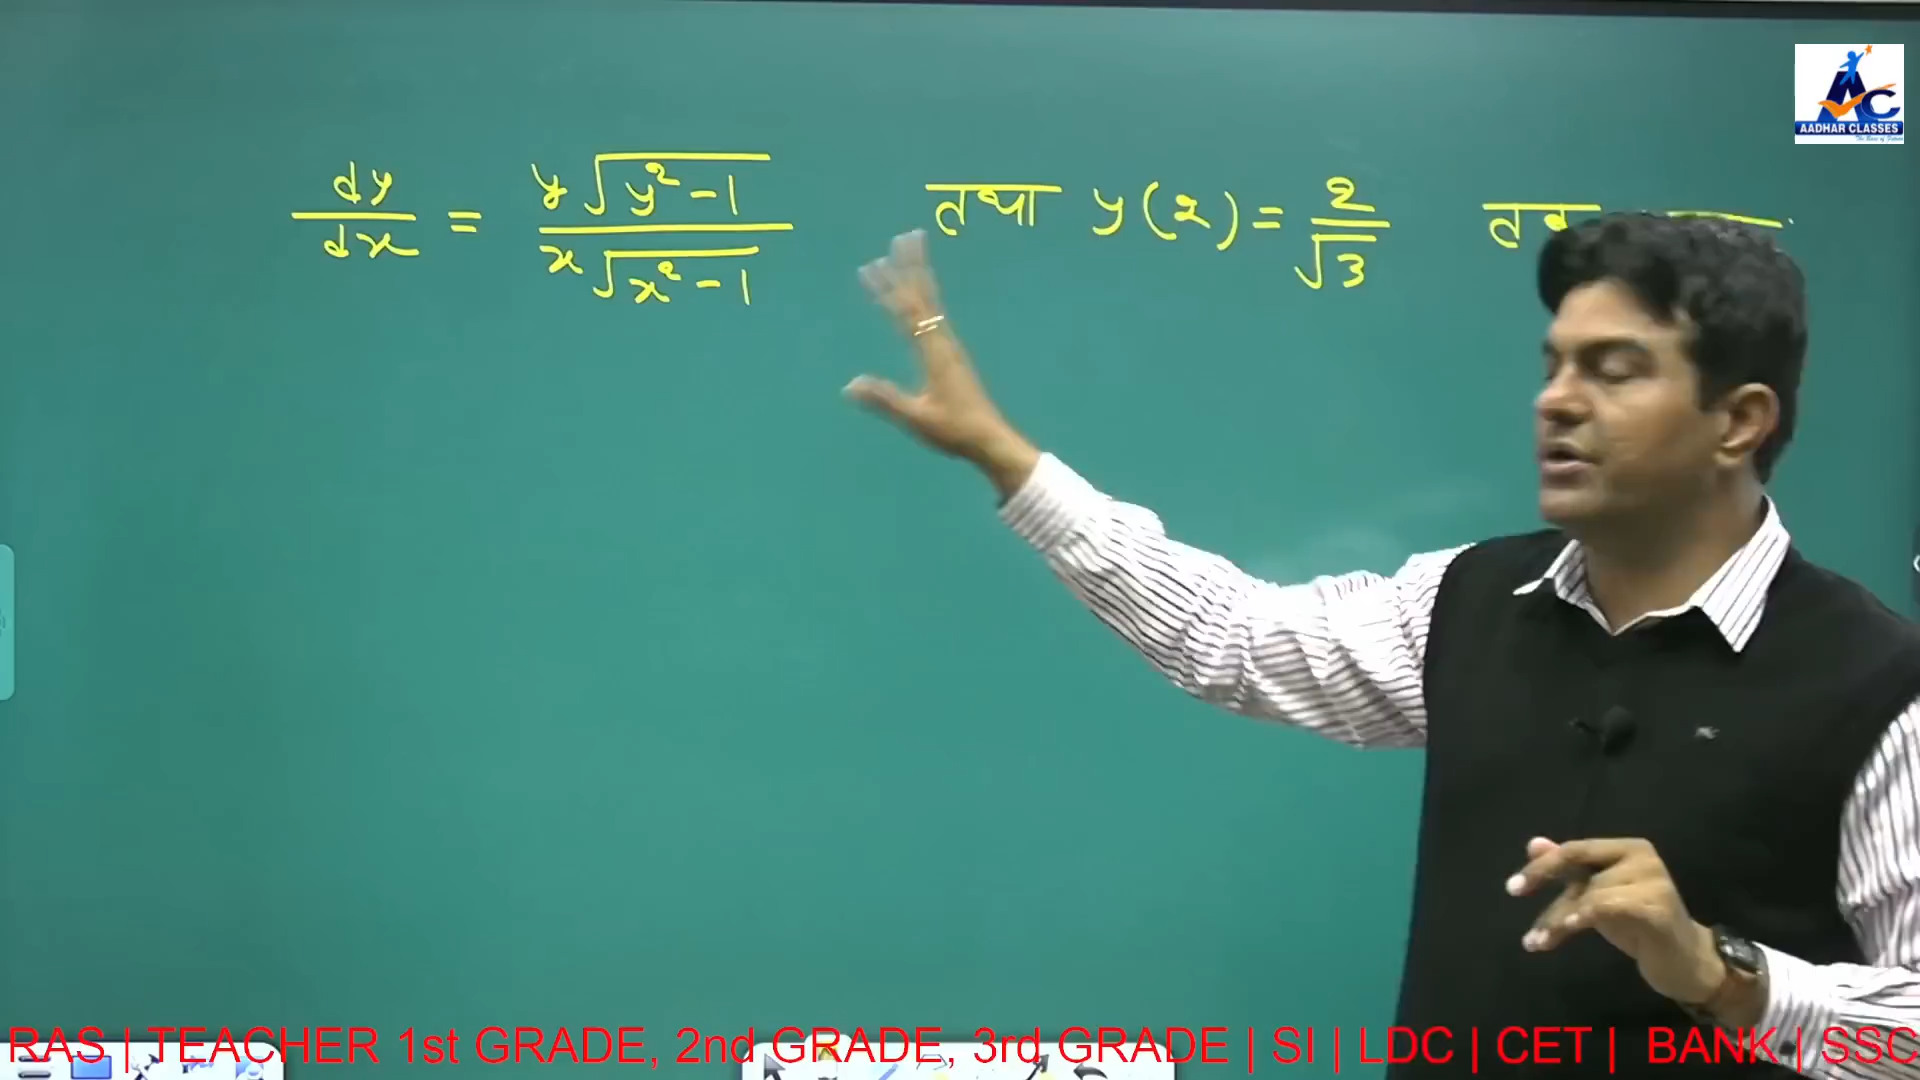 AADHAR CLASSES
dy/dx = y√(y² - 1) / x√(x² - 1) तथा y(2) = 2/√3
RAS | TEACHER 1st GRADE, 2nd GRADE, 3rd GRADE | SI | LDC | CET | BANK | SSC